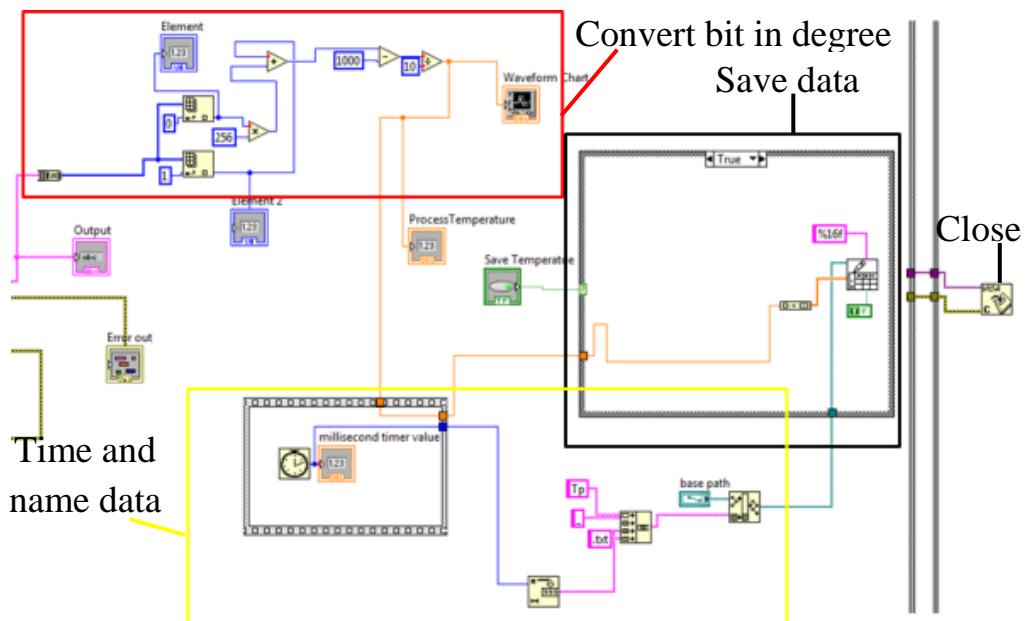 Element
Convert bit in degree
1000
10
Waveform Chart
Save data
0
256
True
1
Element 2
ProcessTemperature
Output
%16f
Close
Save Temperature
Error out
Time and
name data
millisecond timer value
base path
Tp
_
.txt